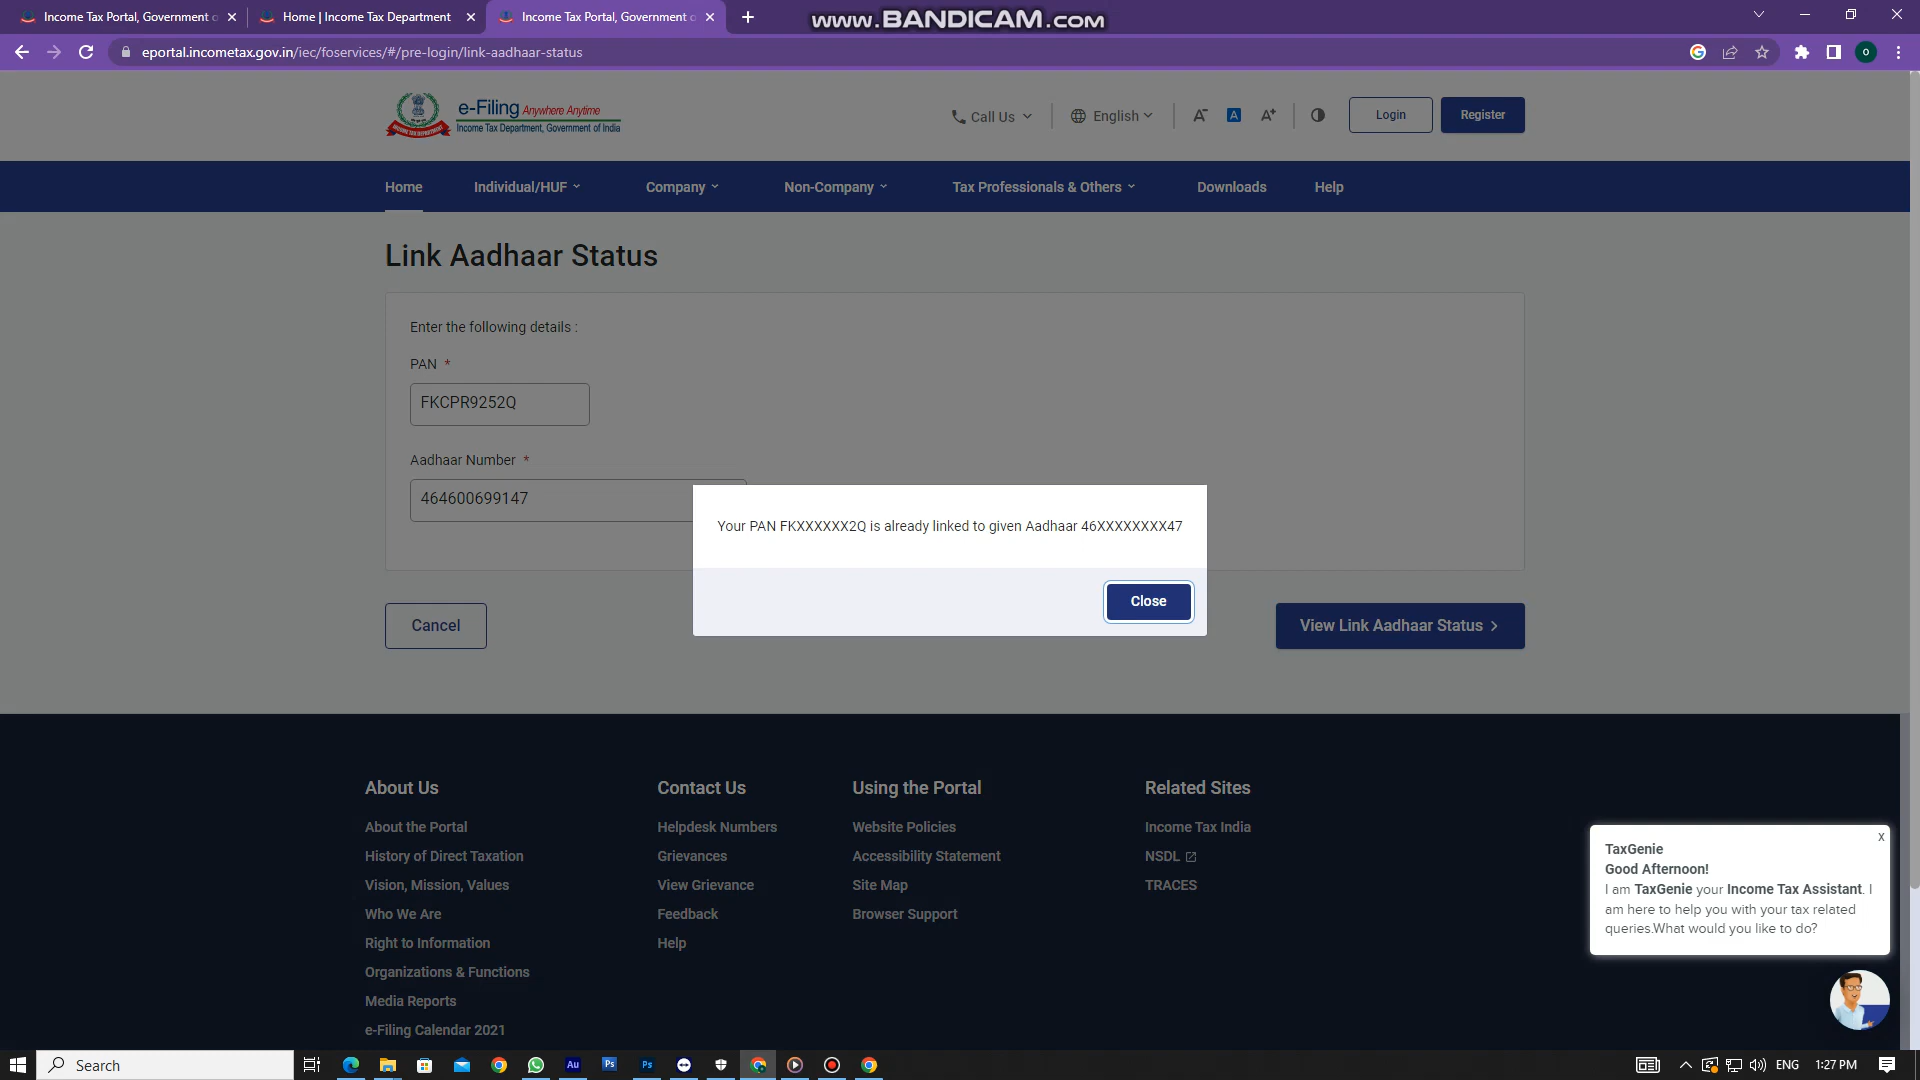 Income Tax Portal, Government o
Home | Income Tax Department
Income Tax Portal, Government o
www.BANDICAM.com
eportal.incometax.gov.in/iec/foservices/#/pre-login/link-aadhaar-status
o
e-Filing Anywhere Anytime
Income Tax Department, Government of India
INCOME TAX DEPARTMENT
Call Us
English
A-
A
A+
Login
Register
Home
Individual/HUF
Company
Non-Company
Tax Professionals & Others
Downloads
Help
Link Aadhaar Status
Enter the following details :
PAN *
FKCPR9252Q
Aadhaar Number *
464600699147
Your PAN FKXXXXXX2Q is already linked to given Aadhaar 46XXXXXXXX47
Close
Cancel
View Link Aadhaar Status >
About Us
About the Portal
History of Direct Taxation
Vision, Mission, Values
Who We Are
Right to Information
Organizations & Functions
Media Reports
e-Filing Calendar 2021
Contact Us
Helpdesk Numbers
Grievances
View Grievance
Feedback
Help
Using the Portal
Website Policies
Accessibility Statement
Site Map
Browser Support
Related Sites
Income Tax India
NSDL
TRACES
x
TaxGenie
Good Afternoon!
I am TaxGenie your Income Tax Assistant. I
am here to help you with your tax related
queries.What would you like to do?
Search
Au
Ps
Ps
ENG
1:27 PM